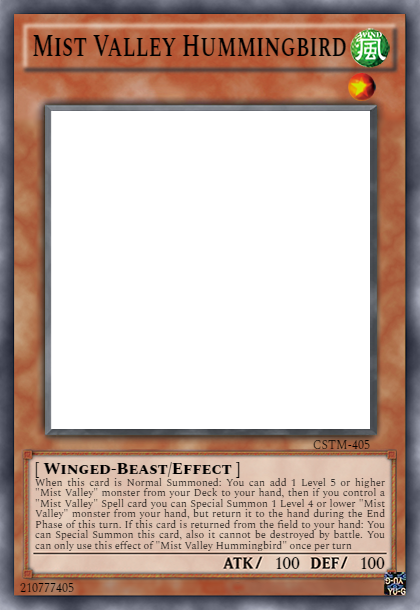 MIST VALLEY HUMMINGBIRD
WIND
風
CSTM-405
[ WINGED-BEAST/EFFECT ]
When this card is Normal Summoned: You can add 1 Level 5 or higher
"Mist Valley" monster from your Deck to your hand, then if you control a
"Mist Valley" Spell card you can Special Summon 1 Level 4 or lower "Mist
Valley" monster from your hand, but return it to the hand during the End
Phase of this turn. If this card is returned from the field to your hand: You
can Special Summon this card, also it cannot be destroyed by battle. You
can only use this effect of "Mist Valley Hummingbird" once per turn
ATK/ 100 DEF/ 100
210777405